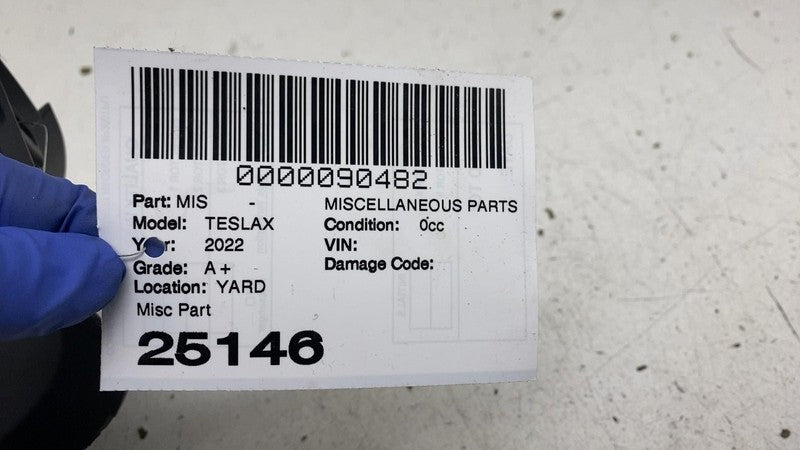 0000090482
Part: MIS - MISCELLANEOUS PARTS
Model: TESLAX Condition: 0cc
Year: 2022 VIN:
Grade: A + Damage Code:
Location: YARD
Misc Part
25146